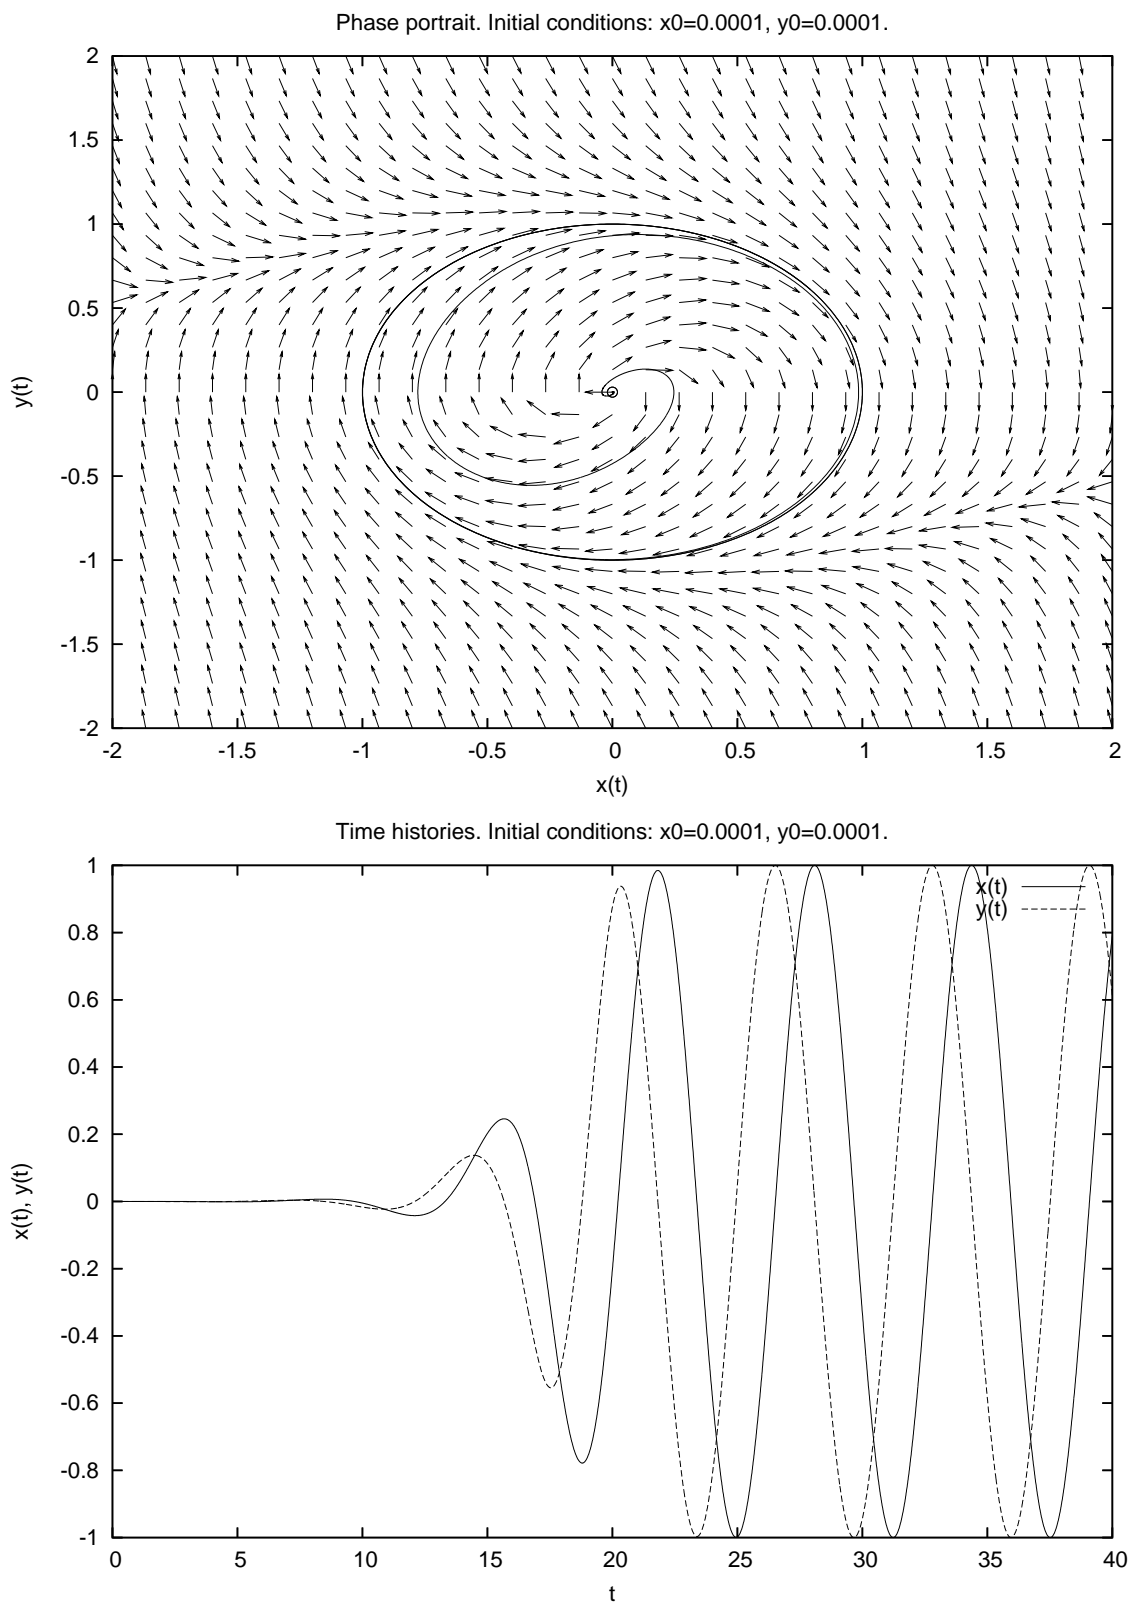 Phase portrait. Initial conditions: x0=0.0001, y0=0.0001.
2
1.5
1
0.5
0
-0.5
-1
-1.5
-2
y(t)
-2 -1.5 -1 -0.5 0 0.5 1 1.5 2
x(t)
Time histories. Initial conditions: x0=0.0001, y0=0.0001.
1
x(t)
y(t)
0.8
0.6
0.4
0.2
0
-0.2
-0.4
-0.6
-0.8
-1
x(t), y(t)
0 5 10 15 20 25 30 35 40
t